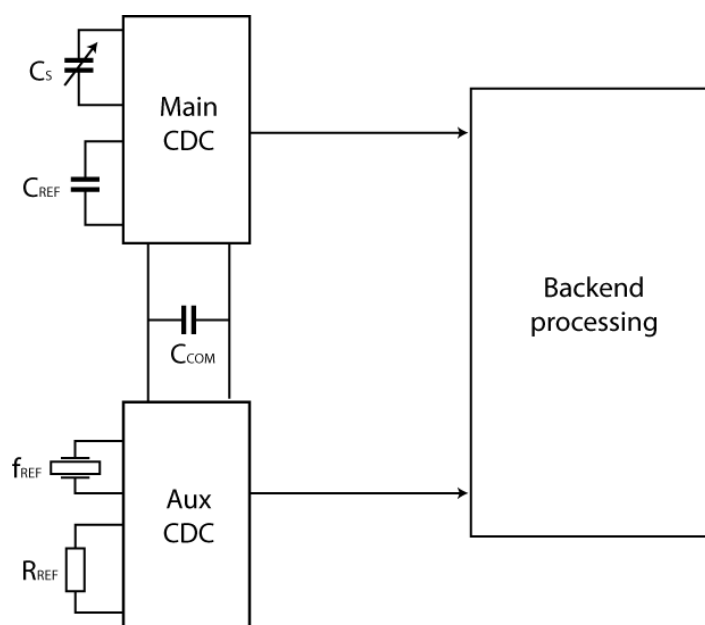 Cs
Main
CDC
CREF
Backend
processing
CCOM
fREF
Aux
CDC
RREF